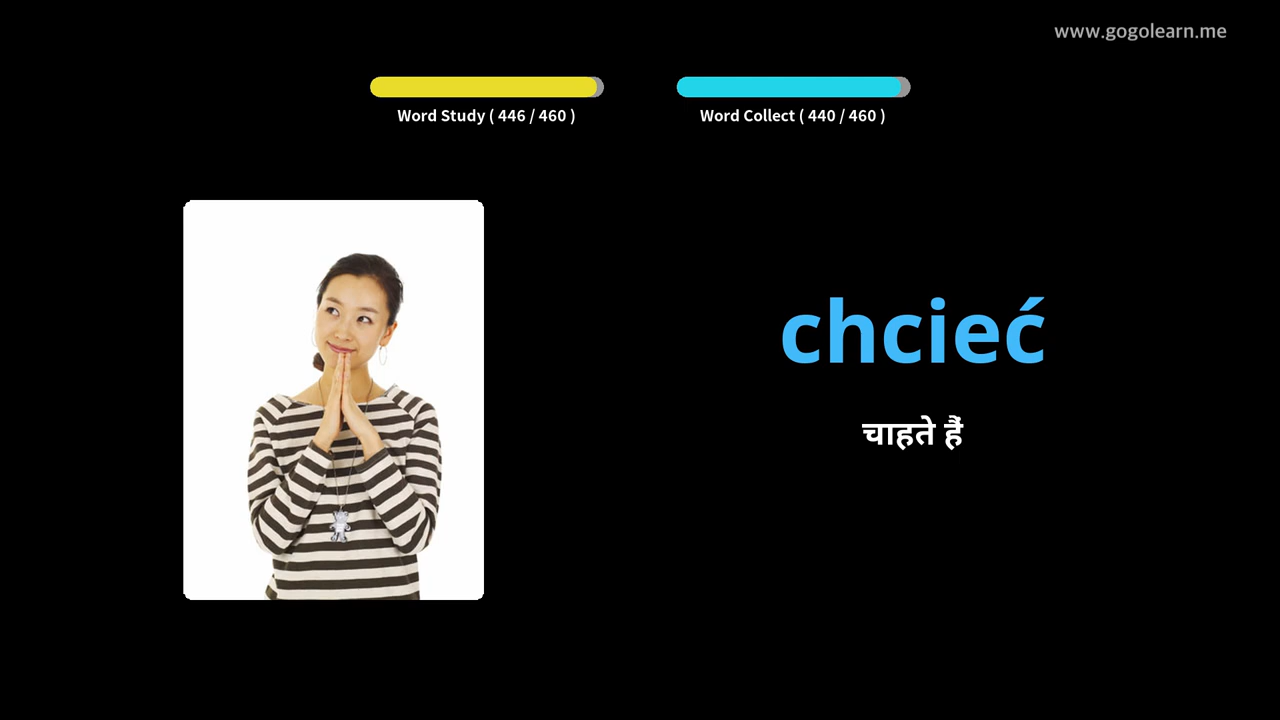 www.gogolearn.me
Word Study ( 446 / 460 )
Word Collect ( 440 / 460 )
chcieć
चाहते हैं